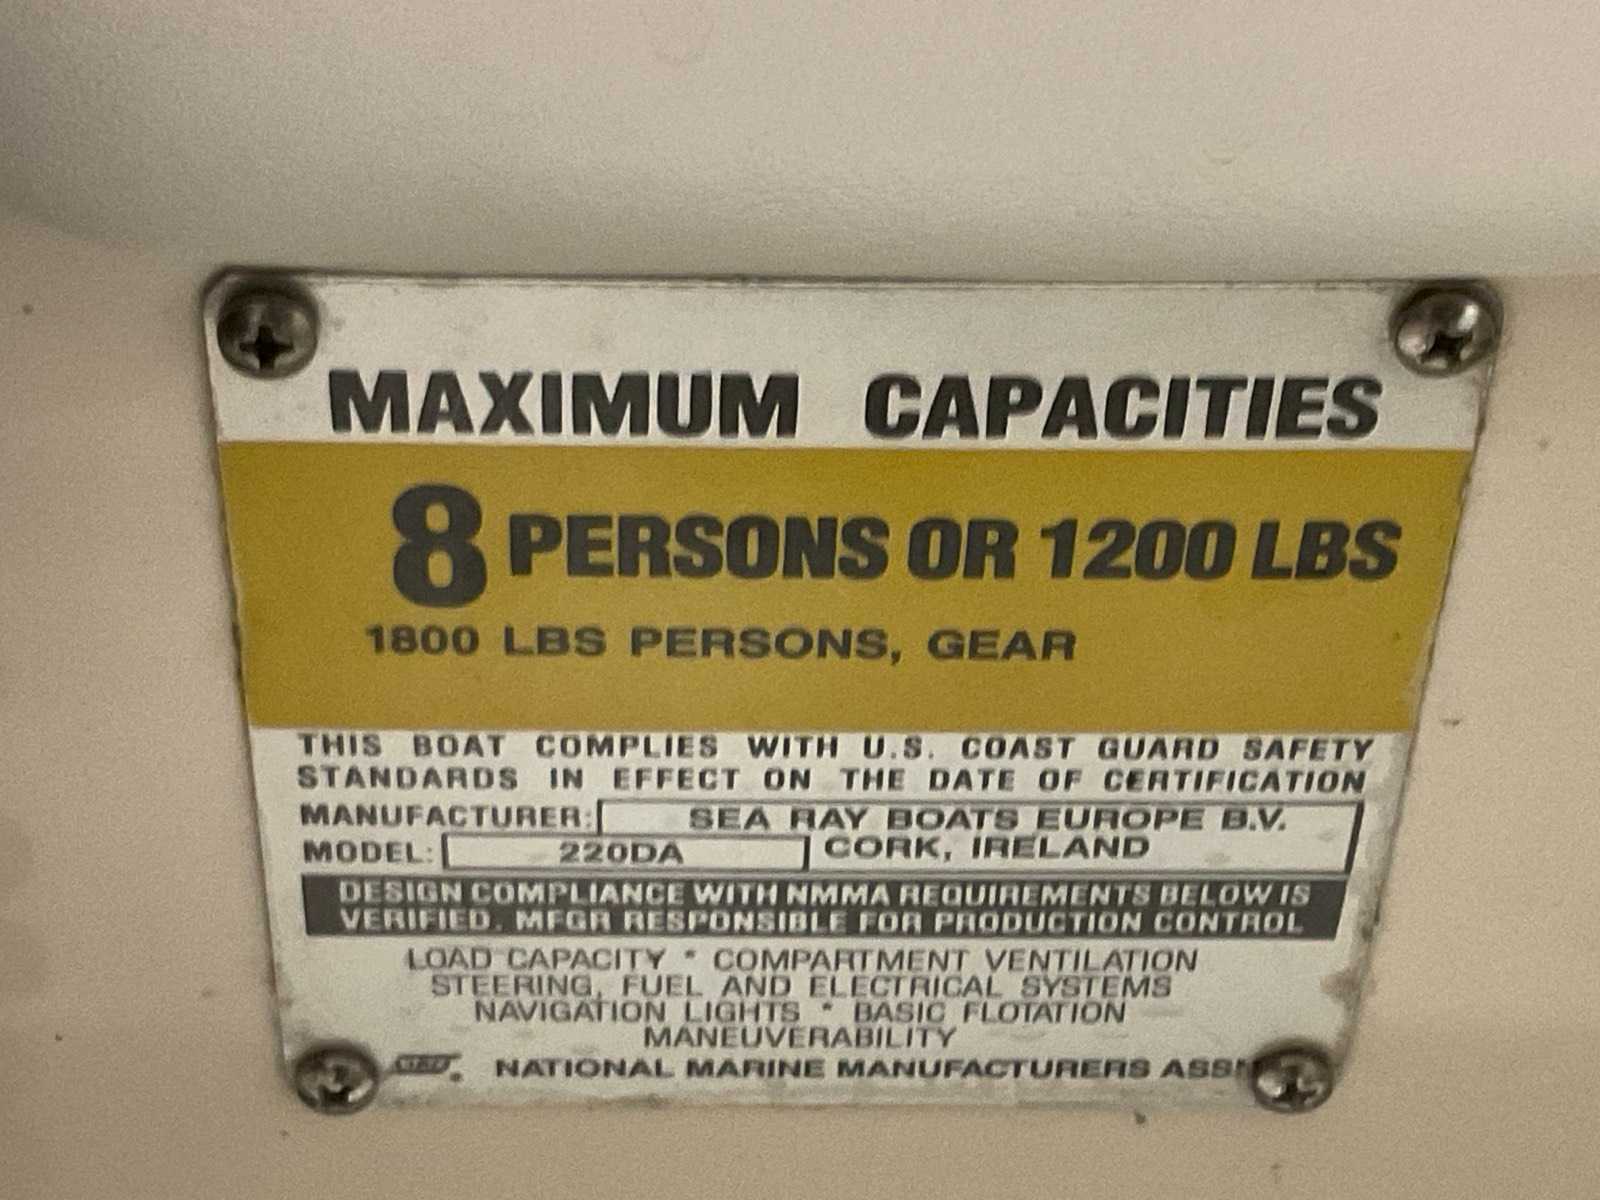 MAXIMUM CAPACITIES
8 PERSONS OR 1200 LBS
1800 LBS PERSONS, GEAR
THIS BOAT COMPLIES WITH U.S. COAST GUARD SAFETY
STANDARDS IN EFFECT ON THE DATE OF CERTIFICATION
MANUFACTURER: SEA RAY BOATS EUROPE B.V.
MODEL: 220DA CORK, IRELAND
DESIGN COMPLIANCE WITH NMMA REQUIREMENTS BELOW IS
VERIFIED. MFGR RESPONSIBLE FOR PRODUCTION CONTROL
LOAD CAPACITY * COMPARTMENT VENTILATION
STEERING, FUEL AND ELECTRICAL SYSTEMS
NAVIGATION LIGHTS * BASIC FLOTATION
MANEUVERABILITY
NATIONAL MARINE MANUFACTURERS